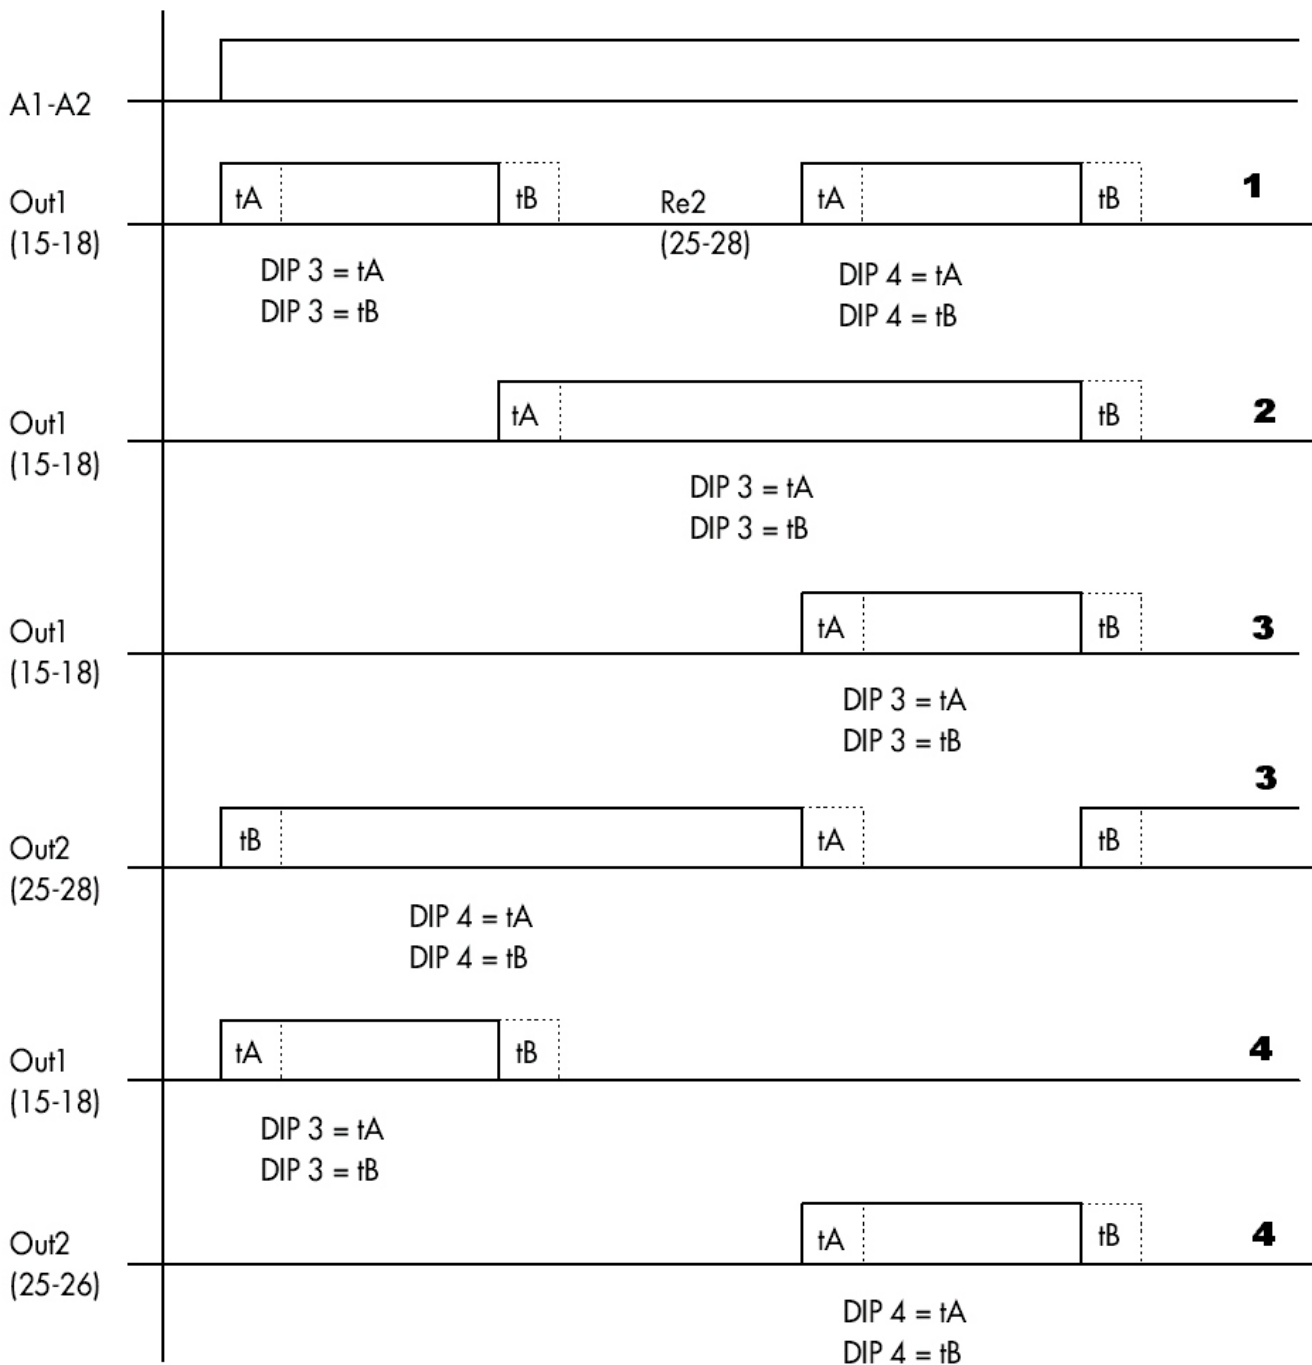 A1-A2
tA
tB
tA
tB
1
Out1
Re2
(15-18)
(25-28)
DIP 3 = tA
DIP 4 = tA
DIP 3 = tB
DIP 4 = tB
tA
tB
2
Out1
(15-18)
DIP 3 = tA
DIP 3 = tB
tA
tB
3
Out1
(15-18)
DIP 3 = tA
DIP 3 = tB
3
tB
tA
tB
Out2
(25-28)
DIP 4 = tA
DIP 4 = tB
tA
tB
4
Out1
(15-18)
DIP 3 = tA
DIP 3 = tB
tA
tB
4
Out2
(25-26)
DIP 4 = tA
DIP 4 = tB